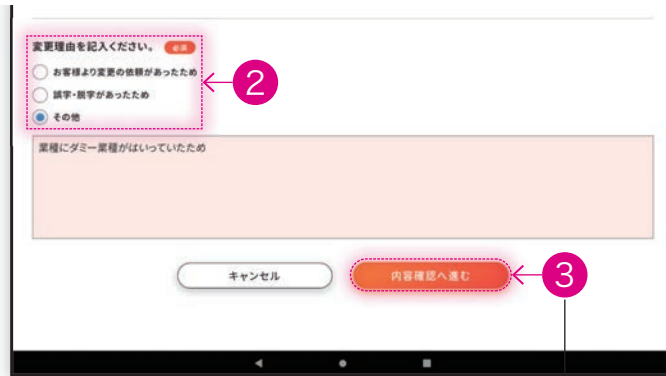 変更理由を記入ください。 必須
お客様より変更の依頼があったため
2
誤字・脱字があったため
その他
業種にダミー業種がはいっていたため
キャンセル
内容確認へ進む
3